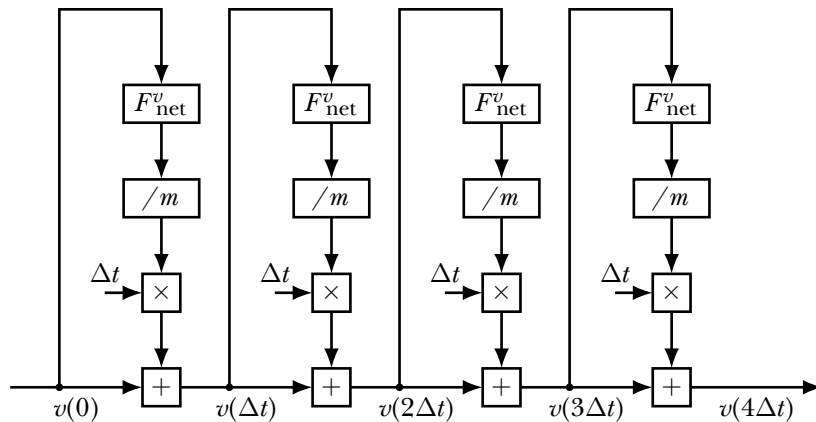 F^v_net F^v_net F^v_net F^v_net
/m /m /m /m
Δt × Δt × Δt × Δt ×
+ + + +
v(0) v(Δt) v(2Δt) v(3Δt) v(4Δt)